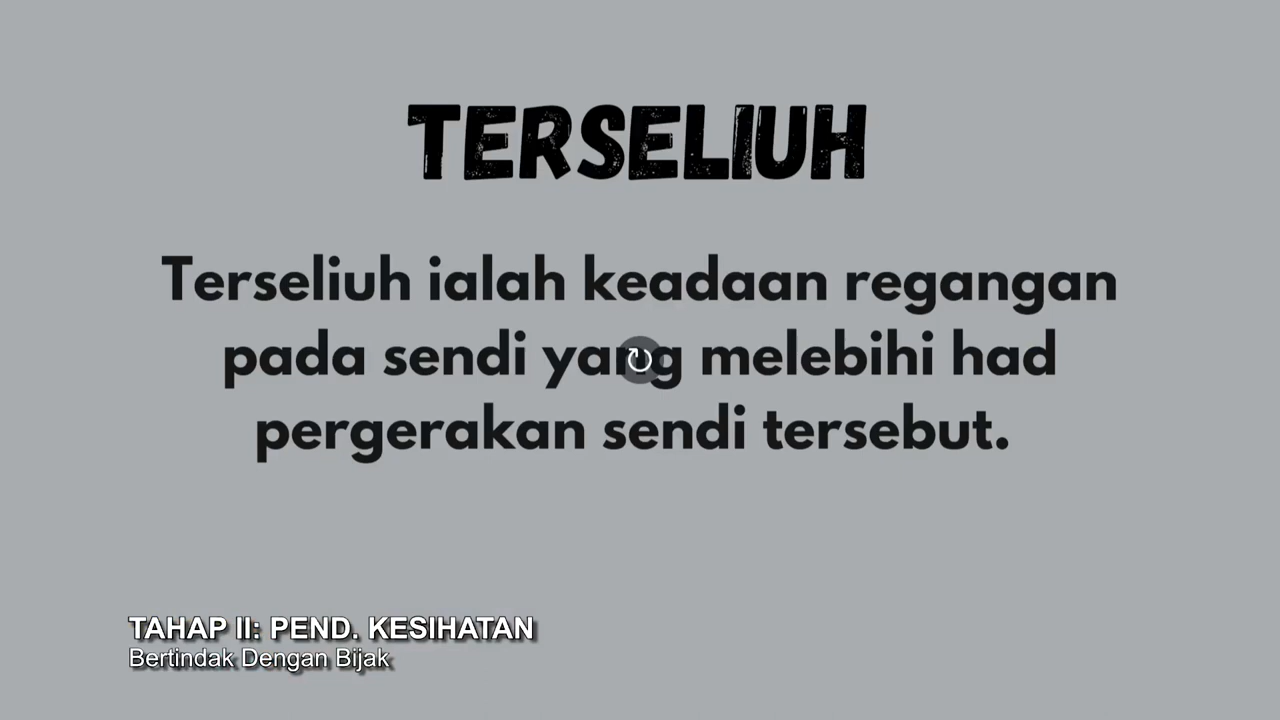 TERSELIUH
Terseliuh ialah keadaan regangan
pada sendi yang melebihi had
pergerakan sendi tersebut.
TAHAP II: PEND. KESIHATAN
Bertindak Dengan Bijak